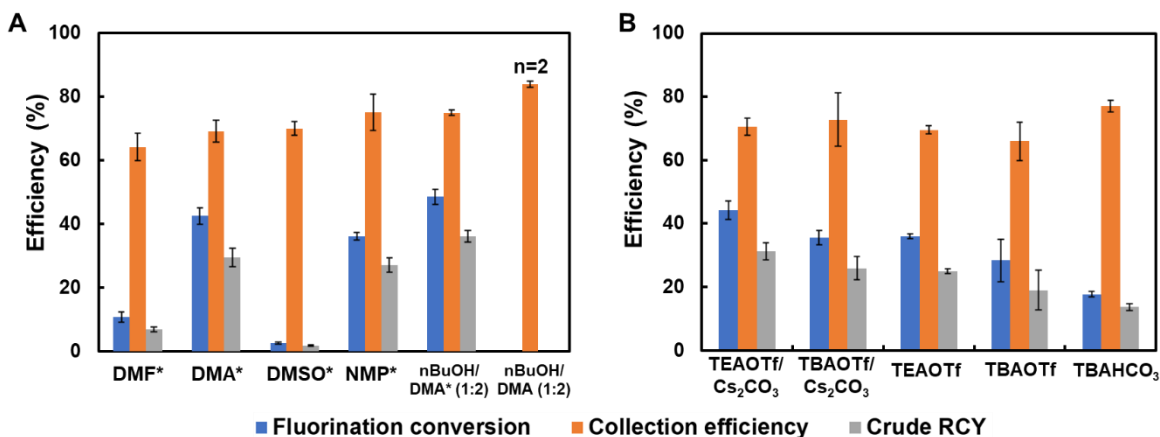 A
Efficiency (%)
100
80
60
40
20
0
n=2
DMF*
DMA*
DMSO*
NMP*
nBuOH/
DMA* (1:2)
nBuOH/
DMA (1:2)
B
Efficiency (%)
100
80
60
40
20
0
TEAOTf/
Cs₂CO₃
TBAOTf/
Cs₂CO₃
TEAOTf
TBAOTf
TBAHCO₃
Fluorination conversion
Collection efficiency
Crude RCY